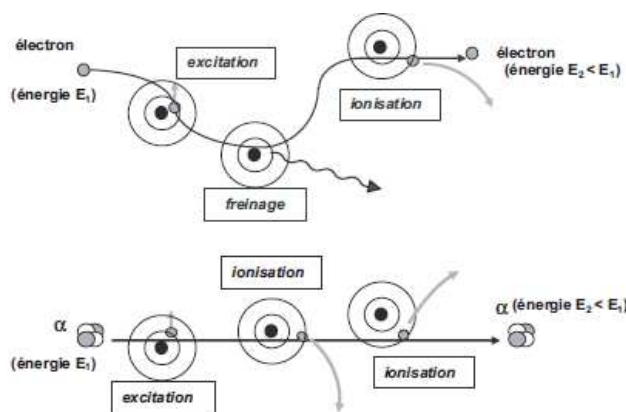 électron
(énergie E₁)
excitation
ionisation
électron
(énergie E₂ < E₁)
freinage
ionisation
α
(énergie E₁)
excitation
ionisation
α (énergie E₂ < E₁)